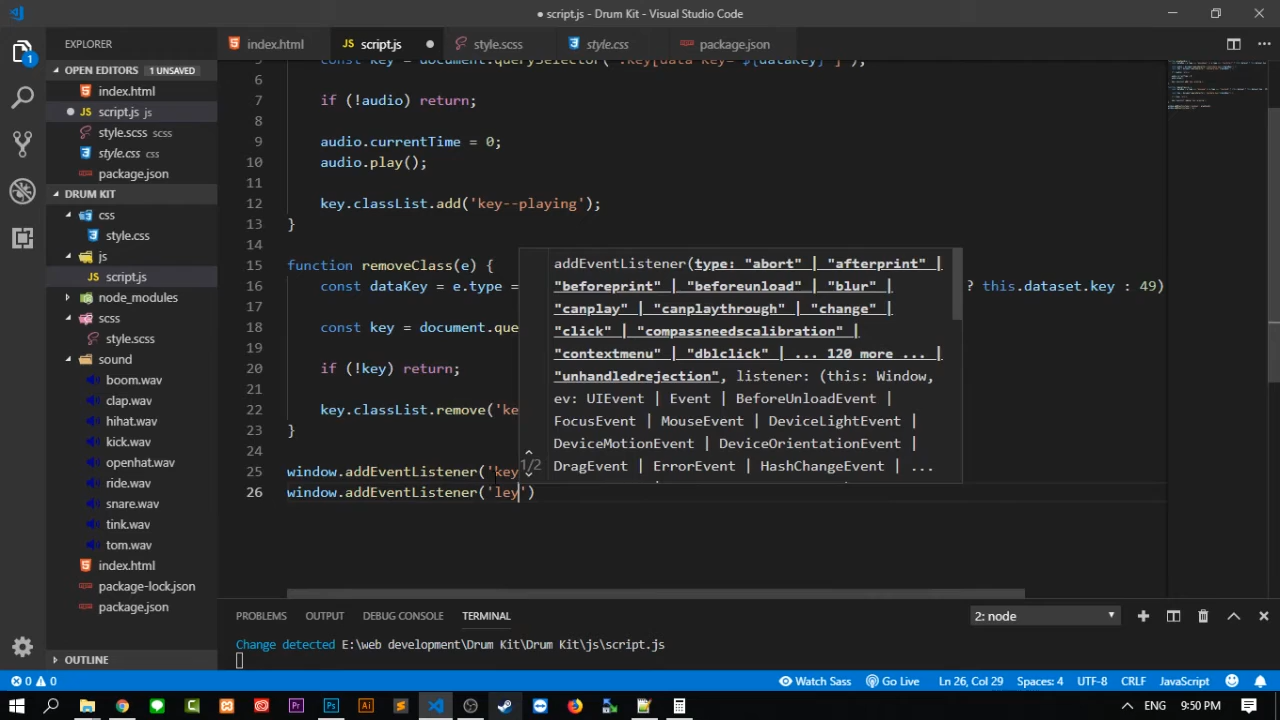 ● script.js - Drum Kit - Visual Studio Code
EXPLORER
index.html
JS script.js ●
style.scss
style.css
package.json
OPEN EDITORS 1 UNSAVED
index.html
● JS script.js js
style.scss scss
style.css css
package.json
DRUM KIT
css
style.css
js
JS script.js
node_modules
scss
style.scss
sound
boom.wav
clap.wav
hihat.wav
kick.wav
openhat.wav
ride.wav
snare.wav
tink.wav
tom.wav
index.html
package-lock.json
package.json
OUTLINE
6
7 if (!audio) return;
8
9 audio.currentTime = 0;
10 audio.play();
11
12 key.classList.add('key--playing');
13 }
14
15 function removeClass(e) {
16 const dataKey = e.type = ? this.dataset.key : 49)
17
18 const key = document.que
19
20 if (!key) return;
21
22 key.classList.remove('ke
23 }
24
25 window.addEventListener('key
26 window.addEventListener('ley')
addEventListener(type: "abort" | "afterprint" |
"beforeprint" | "beforeunload" | "blur" |
"canplay" | "canplaythrough" | "change" |
"click" | "compassneedscalibration" |
"contextmenu" | "dblclick" | ... 120 more ... |
"unhandledrejection", listener: (this: Window,
ev: UIEvent | Event | BeforeUnloadEvent |
FocusEvent | MouseEvent | DeviceLightEvent |
DeviceMotionEvent | DeviceOrientationEvent |
1/2 DragEvent | ErrorEvent | HashChangeEvent | ...
PROBLEMS OUTPUT DEBUG CONSOLE TERMINAL
2: node
Change detected E:\web development\Drum Kit\Drum Kit\js\script.js
0 0
Watch Sass
Go Live
Ln 26, Col 29
Spaces: 4
UTF-8
CRLF
JavaScript
ENG
9:50 PM